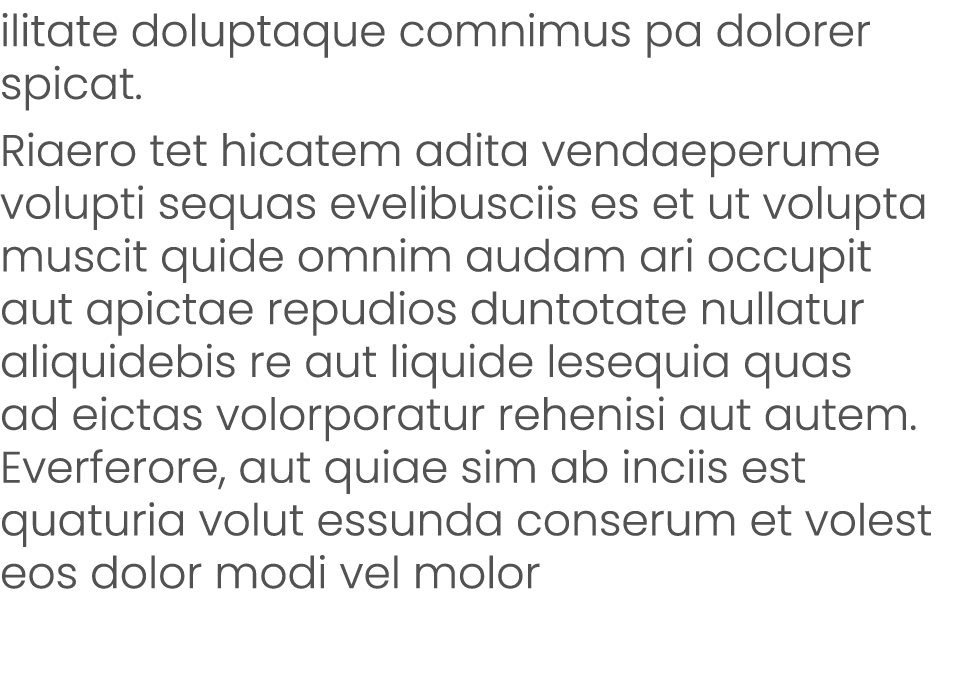 ilitate doluptaque comnimus pa dolorer
spicat.
Riaero tet hicatem adita vendaeperume
volupti sequas evelibusciis es et ut volupta
muscit quide omnim audam ari occupit
aut apictae repudios duntotate nullatur
aliquidebis re aut liquide lesequia quas
ad eictas volorporatur rehenisi aut autem.
Everferore, aut quiae sim ab inciis est
quaturia volut essunda conserum et volest
eos dolor modi vel molor